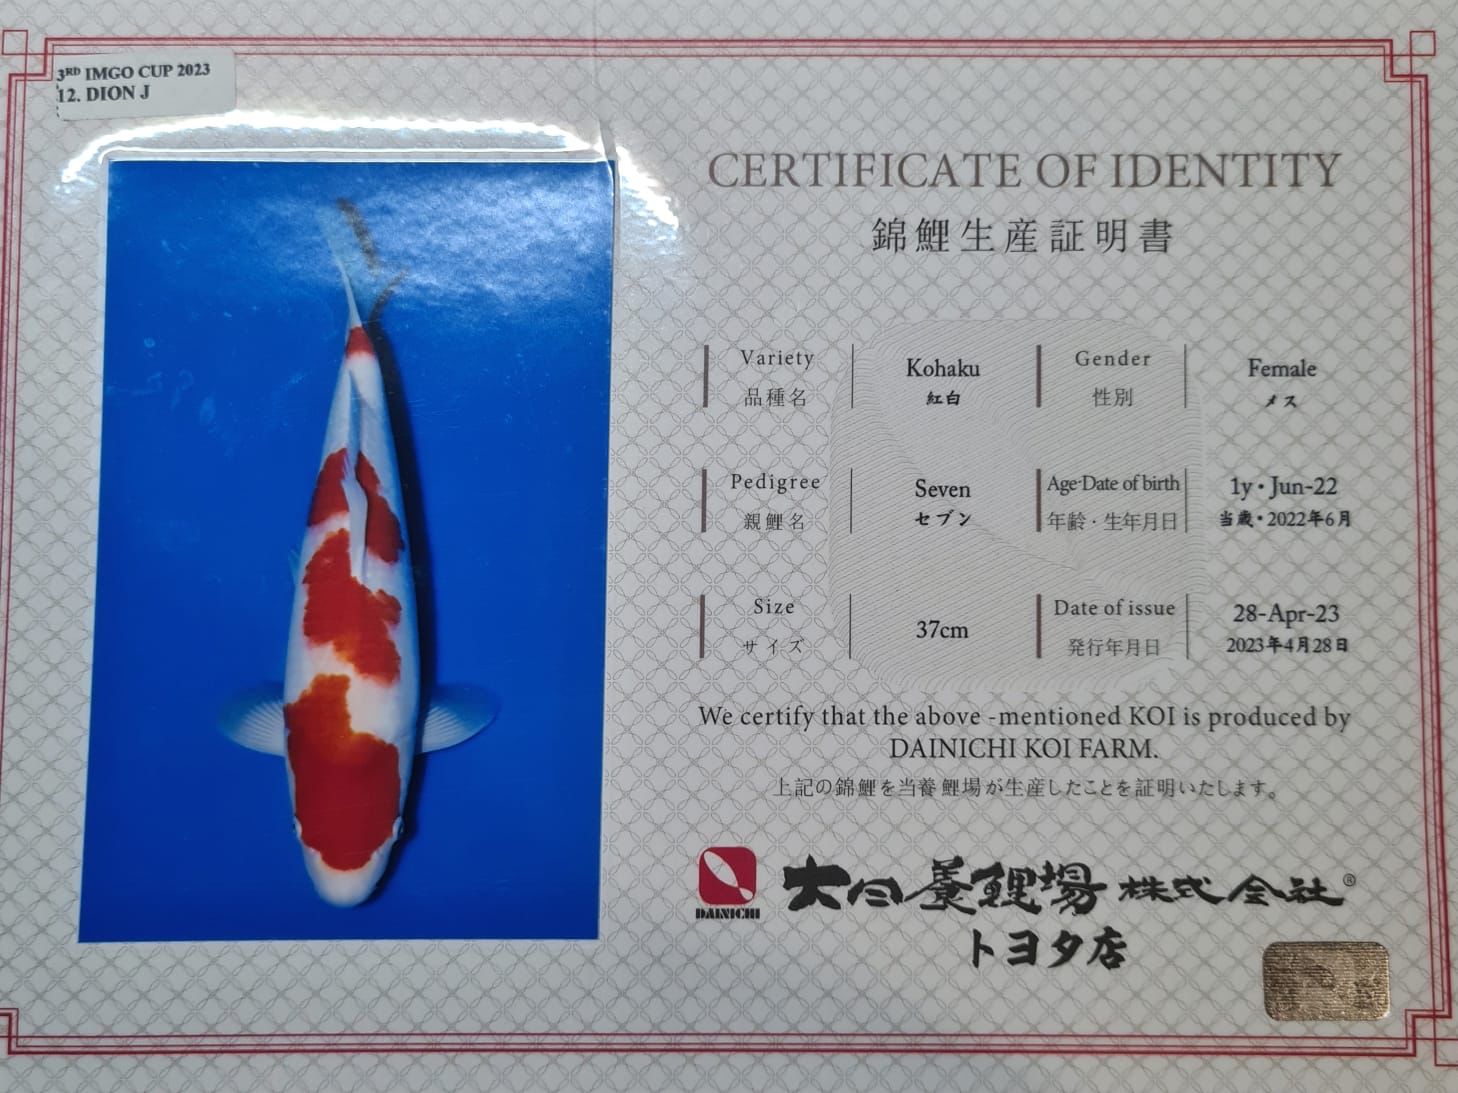 3RD IMGO CUP 2023
12. DION J
CERTIFICATE OF IDENTITY
錦鯉生産証明書
Variety
品種名
Kohaku
紅白
Gender
性別
Female
メス
Pedigree
親鯉名
Seven
セブン
Age·Date of birth
年齢・生年月日
1y・Jun-22
当歳・2022年6月
Size
サイズ
37cm
Date of issue
発行年月日
28-Apr-23
2023年4月28日
We certify that the above -mentioned KOI is produced by
DAINICHI KOI FARM.
上記の錦鯉を当養鯉場が生産したことを証明いたします。
DAINICHI
大日養鯉場 株式会社®
トヨタ店